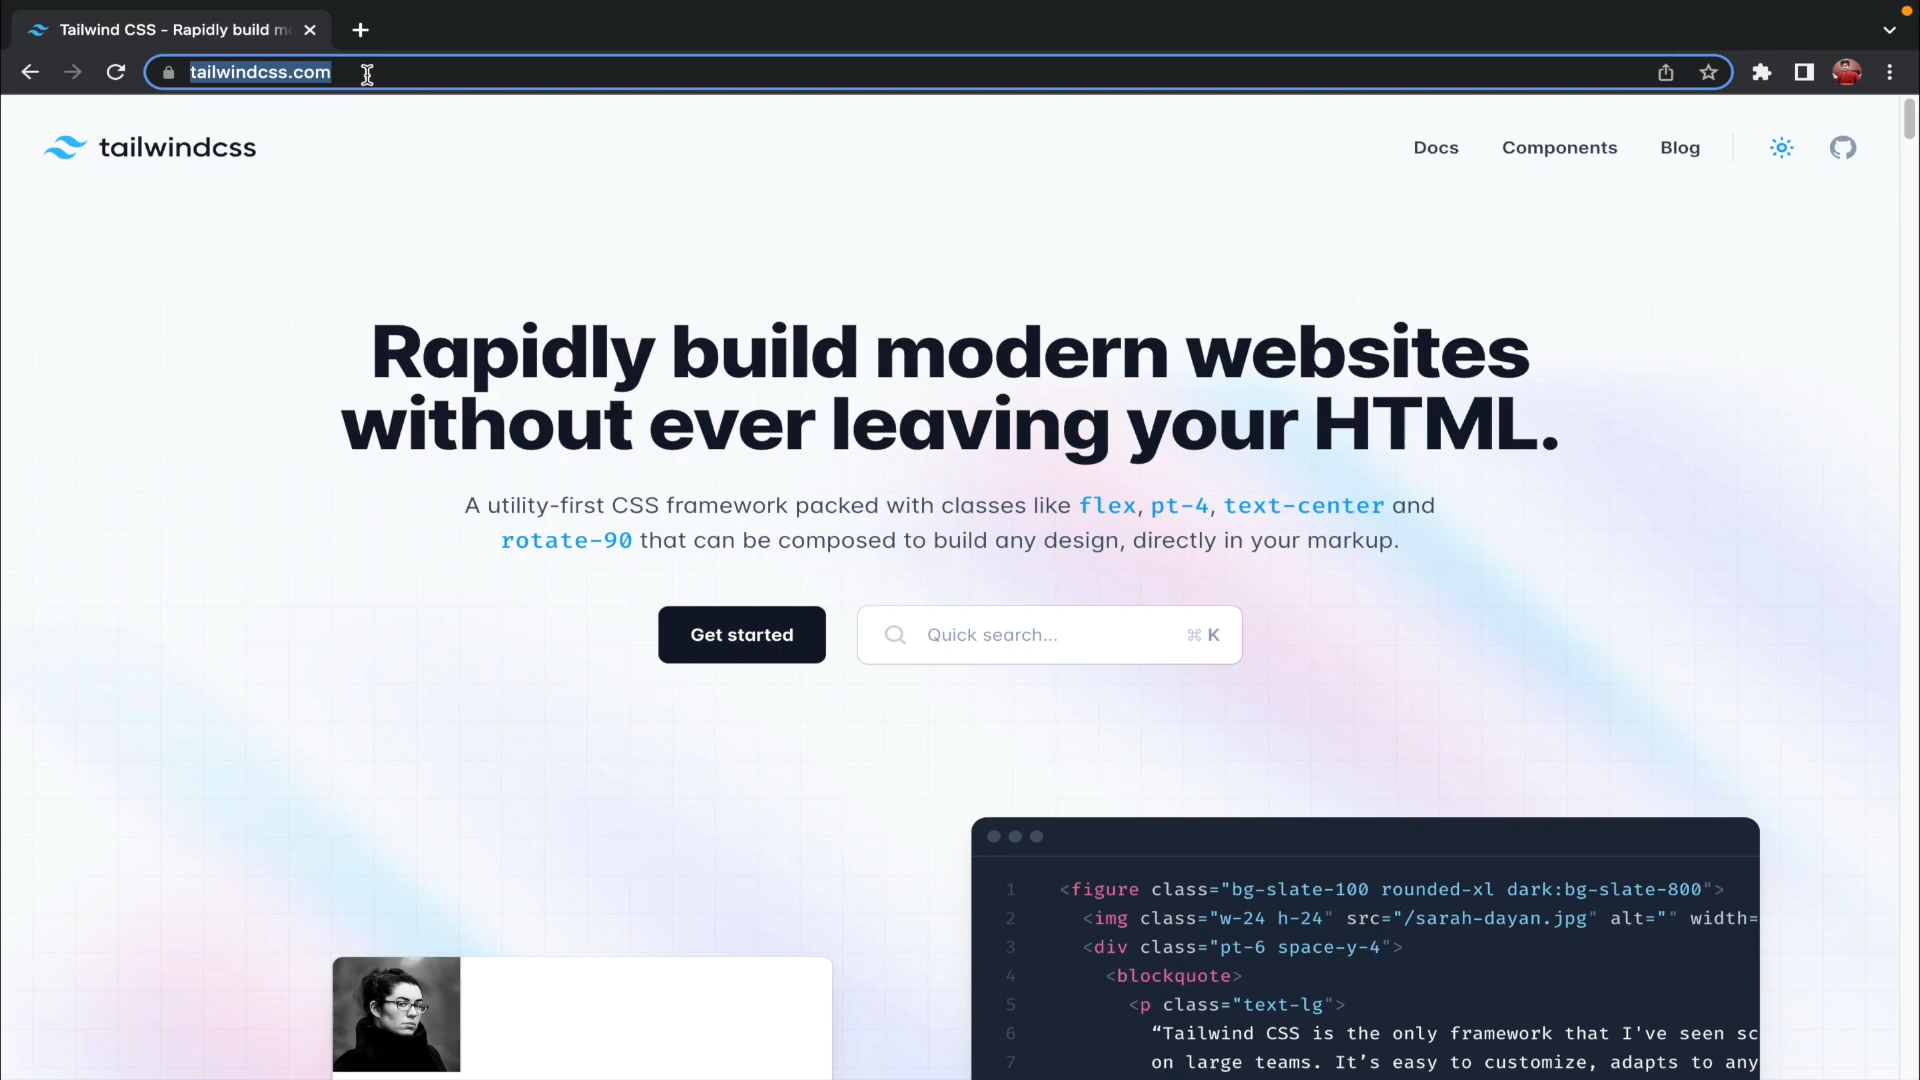 Tailwind CSS - Rapidly build mo
tailwindcss.com
tailwindcss
Docs
Components
Blog
Rapidly build modern websites
without ever leaving your HTML.
A utility-first CSS framework packed with classes like flex, pt-4, text-center and
rotate-90 that can be composed to build any design, directly in your markup.
Get started
Quick search...
⌘ K
1 <figure class="bg-slate-100 rounded-xl dark:bg-slate-800">
2 <img class="w-24 h-24" src="/sarah-dayan.jpg" alt="" width=
3 <div class="pt-6 space-y-4">
4 <blockquote>
5 <p class="text-lg">
6 “Tailwind CSS is the only framework that I've seen sc
7 on large teams. It’s easy to customize, adapts to any